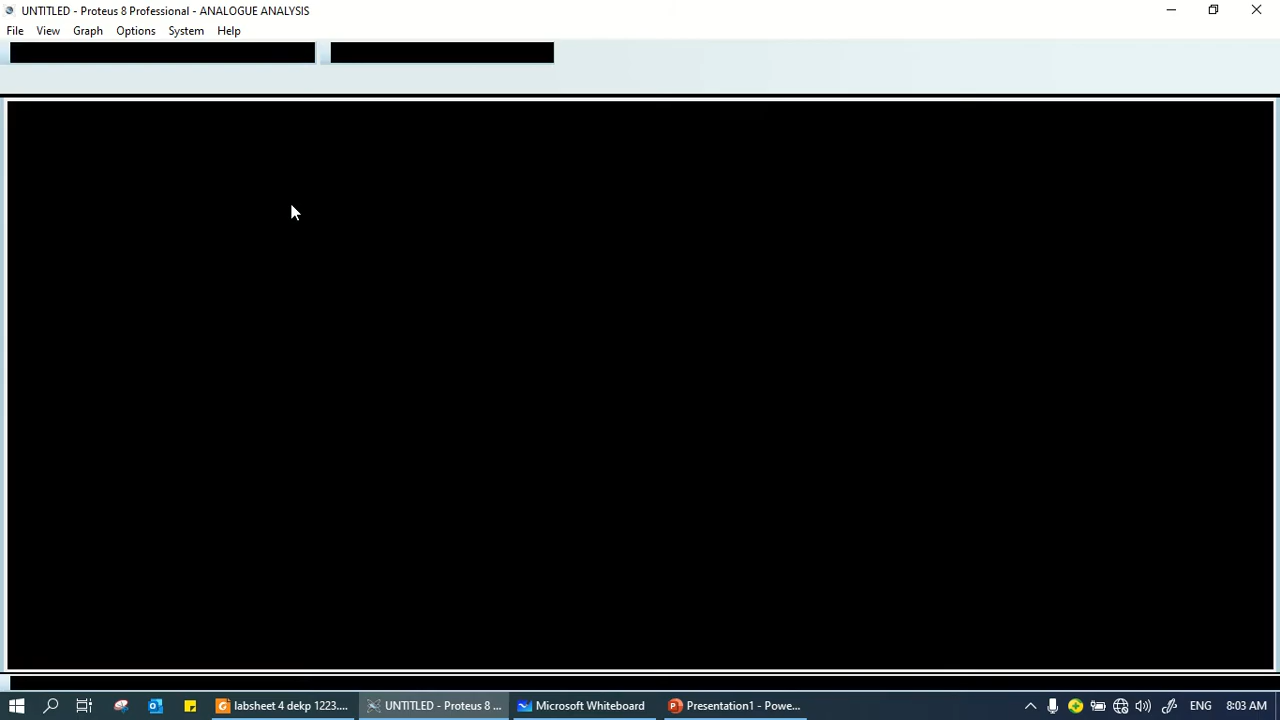 UNTITLED - Proteus 8 Professional - ANALOGUE ANALYSIS
File View Graph Options System Help
labsheet 4 dekp 1223.... UNTITLED - Proteus 8 ... Microsoft Whiteboard Presentation1 - Powe... ENG 8:03 AM